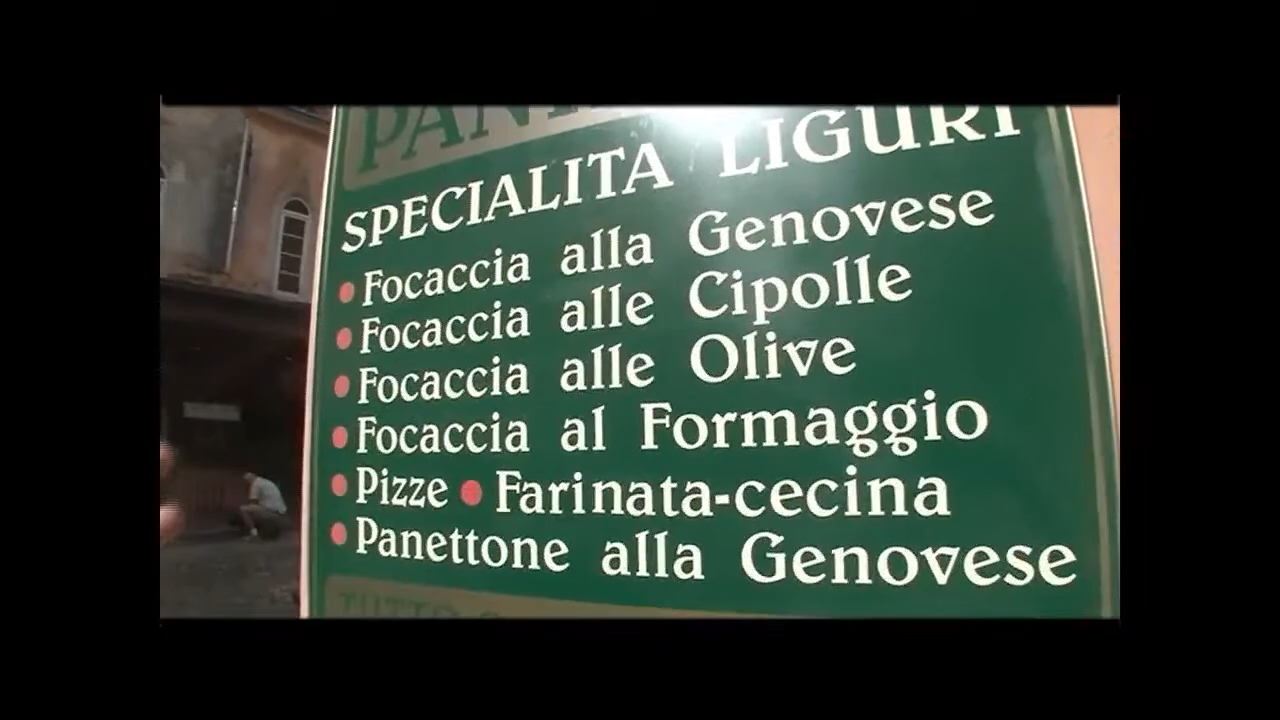 SPECIALITA LIGURI
• Focaccia alla Genovese
• Focaccia alle Cipolle
• Focaccia alle Olive
• Focaccia al Formaggio
• Pizze • Farinata-cecina
• Panettone alla Genovese
TUTTO